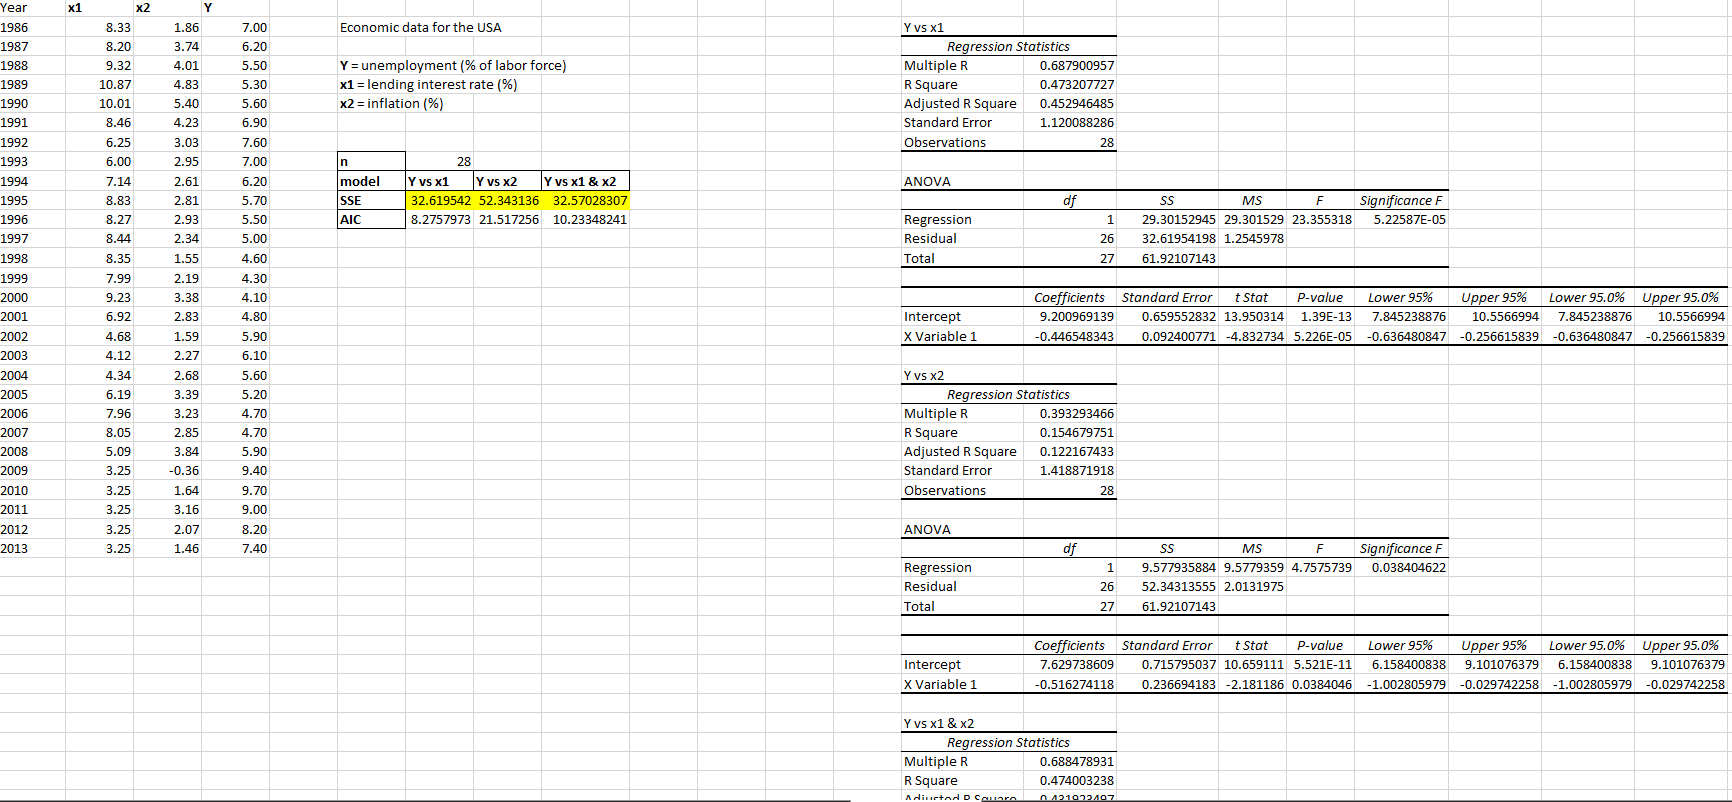 Year x1 x2 Y
1986 8.33 1.86 7.00 Economic data for the USA Y vs x1
1987 8.20 3.74 6.20 Regression Statistics
1988 9.32 4.01 5.50 Y = unemployment (% of labor force) Multiple R 0.687900957
1989 10.87 4.83 5.30 x1 = lending interest rate (%) R Square 0.473207727
1990 10.01 5.40 5.60 x2 = inflation (%) Adjusted R Square 0.452946485
1991 8.46 4.23 6.90 Standard Error 1.120088286
1992 6.25 3.03 7.60 Observations 28
1993 6.00 2.95 7.00 n 28
1994 7.14 2.61 6.20 model Y vs x1 Y vs x2 Y vs x1 & x2 ANOVA
1995 8.83 2.81 5.70 SSE 32.619542 52.343136 32.57028307 df SS MS F Significance F
1996 8.27 2.93 5.50 AIC 8.2757973 21.517256 10.23348241 Regression 1 29.30152945 29.301529 23.355318 5.22587E-05
1997 8.44 2.34 5.00 Residual 26 32.61954198 1.2545978
1998 8.35 1.55 4.60 Total 27 61.92107143
1999 7.99 2.19 4.30
2000 9.23 3.38 4.10 Coefficients Standard Error t Stat P-value Lower 95% Upper 95% Lower 95.0% Upper 95.0%
2001 6.92 2.83 4.80 Intercept 9.200969139 0.659552832 13.950314 1.39E-13 7.845238876 10.5566994 7.845238876 10.5566994
2002 4.68 1.59 5.90 X Variable 1 -0.446548343 0.092400771 -4.832734 5.226E-05 -0.636480847 -0.256615839 -0.636480847 -0.256615839
2003 4.12 2.27 6.10
2004 4.34 2.68 5.60 Y vs x2
2005 6.19 3.39 5.20 Regression Statistics
2006 7.96 3.23 4.70 Multiple R 0.393293466
2007 8.05 2.85 4.70 R Square 0.154679751
2008 5.09 3.84 5.90 Adjusted R Square 0.122167433
2009 3.25 -0.36 9.40 Standard Error 1.418871918
2010 3.25 1.64 9.70 Observations 28
2011 3.25 3.16 9.00
2012 3.25 2.07 8.20 ANOVA
2013 3.25 1.46 7.40 df SS MS F Significance F
Regression 1 9.577935884 9.5779359 4.7575739 0.038404622
Residual 26 52.34313555 2.0131975
Total 27 61.92107143
Coefficients Standard Error t Stat P-value Lower 95% Upper 95% Lower 95.0% Upper 95.0%
Intercept 7.629738609 0.715795037 10.659111 5.521E-11 6.158400838 9.101076379 6.158400838 9.101076379
X Variable 1 -0.516274118 0.236694183 -2.181186 0.0384046 -1.002805979 -0.029742258 -1.002805979 -0.029742258
Y vs x1 & x2
Regression Statistics
Multiple R 0.688478931
R Square 0.474003238
Adjusted R Square 0.431923497